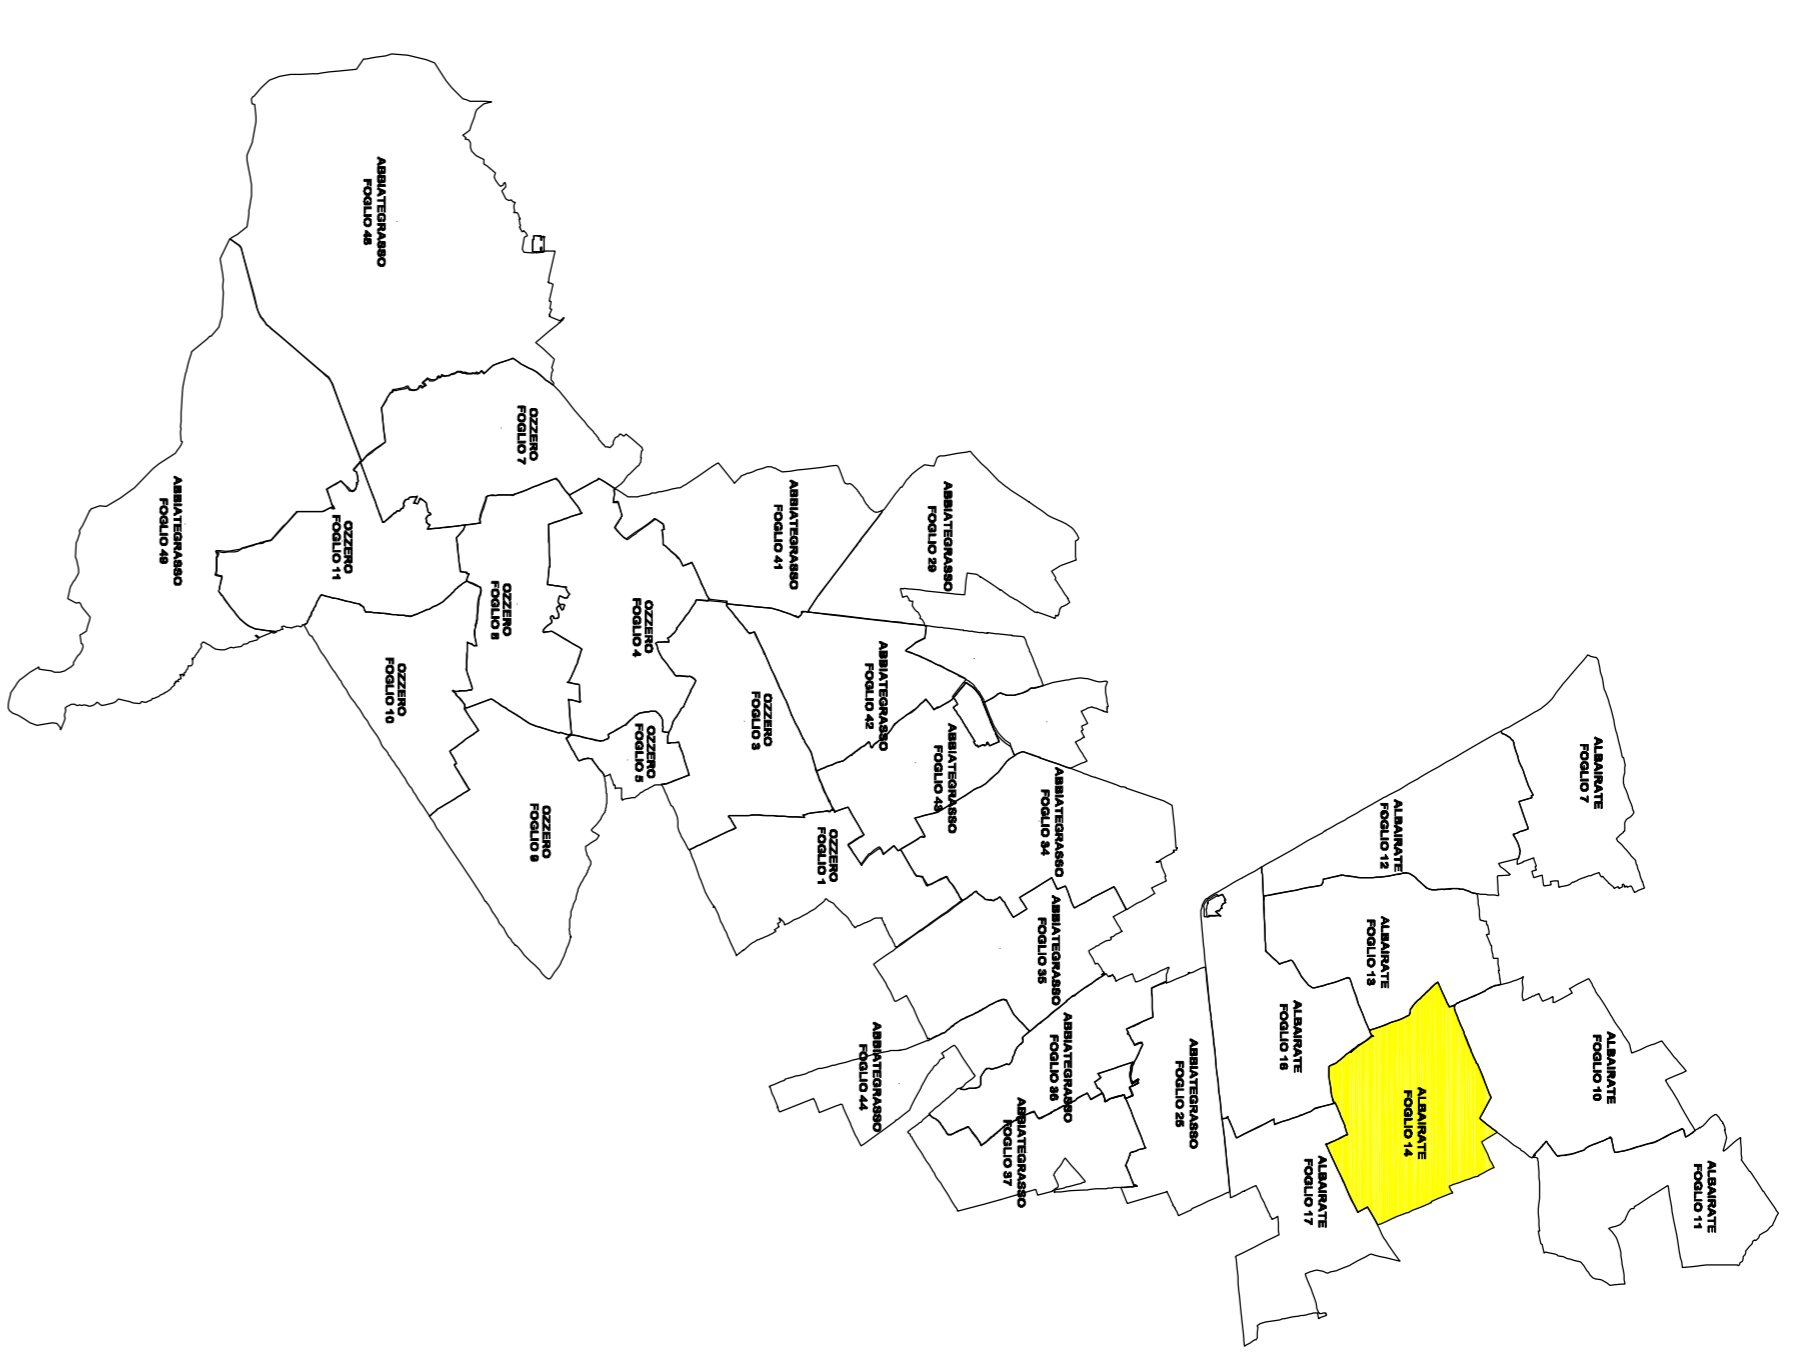 ABBIATEGRASSO
FOGLIO 48
ABBIATEGRASSO
FOGLIO 49
OZZERO
FOGLIO 7
OZZERO
FOGLIO 11
OZZERO
FOGLIO 8
OZZERO
FOGLIO 10
OZZERO
FOGLIO 4
OZZERO
FOGLIO 5
OZZERO
FOGLIO 9
OZZERO
FOGLIO 3
OZZERO
FOGLIO 1
ABBIATEGRASSO
FOGLIO 41
ABBIATEGRASSO
FOGLIO 29
ABBIATEGRASSO
FOGLIO 42
ABBIATEGRASSO
FOGLIO 43
ABBIATEGRASSO
FOGLIO 34
ABBIATEGRASSO
FOGLIO 35
ABBIATEGRASSO
FOGLIO 44
ABBIATEGRASSO
FOGLIO 36
ABBIATEGRASSO
FOGLIO 37
ABBIATEGRASSO
FOGLIO 25
ALBAIRATE
FOGLIO 7
ALBAIRATE
FOGLIO 12
ALBAIRATE
FOGLIO 13
ALBAIRATE
FOGLIO 16
ALBAIRATE
FOGLIO 14
ALBAIRATE
FOGLIO 17
ALBAIRATE
FOGLIO 10
ALBAIRATE
FOGLIO 11